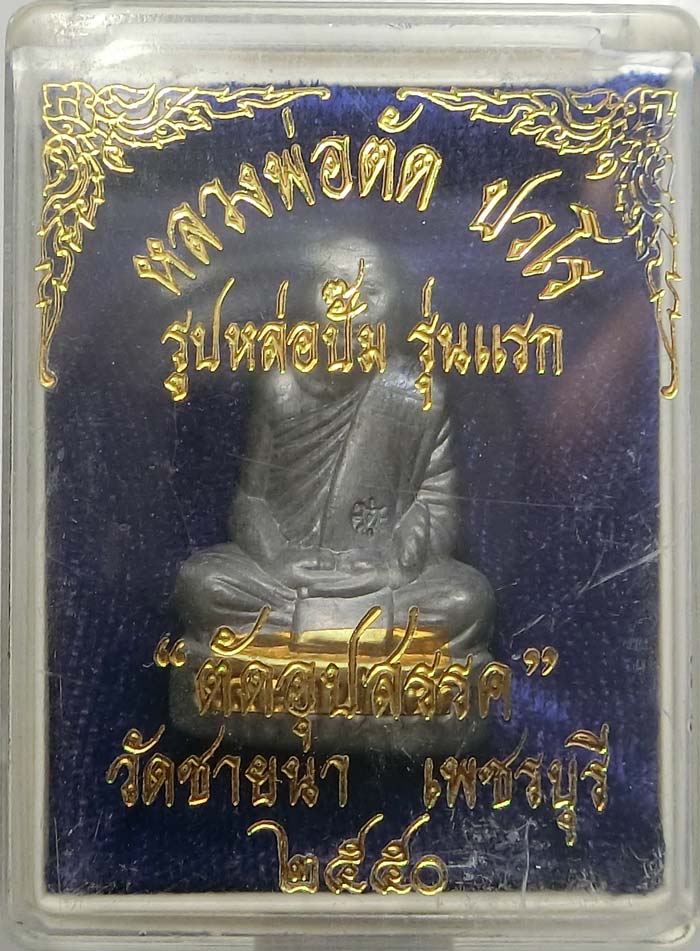 หลวงพ่อตัด ปวโร
รูปหล่อปั๊ม รุ่นแรก
“ตัดอุปสรรค”
วัดชายนา เพชรบุรี
๒๕๕๐